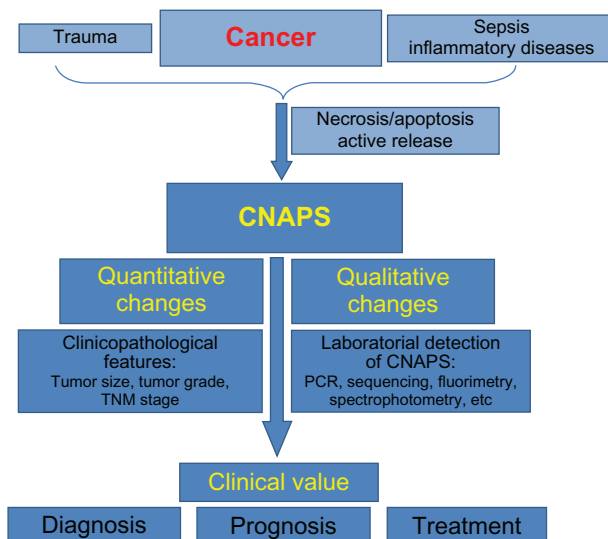 Trauma
Cancer
Sepsis
inflammatory diseases
Necrosis/apoptosis
active release
CNAPS
Quantitative
changes
Qualitative
changes
Clinicopathological
features:
Tumor size, tumor grade,
TNM stage
Laboratorial detection
of CNAPS:
PCR, sequencing, fluorimetry,
spectrophotometry, etc
Clinical value
Diagnosis
Prognosis
Treatment